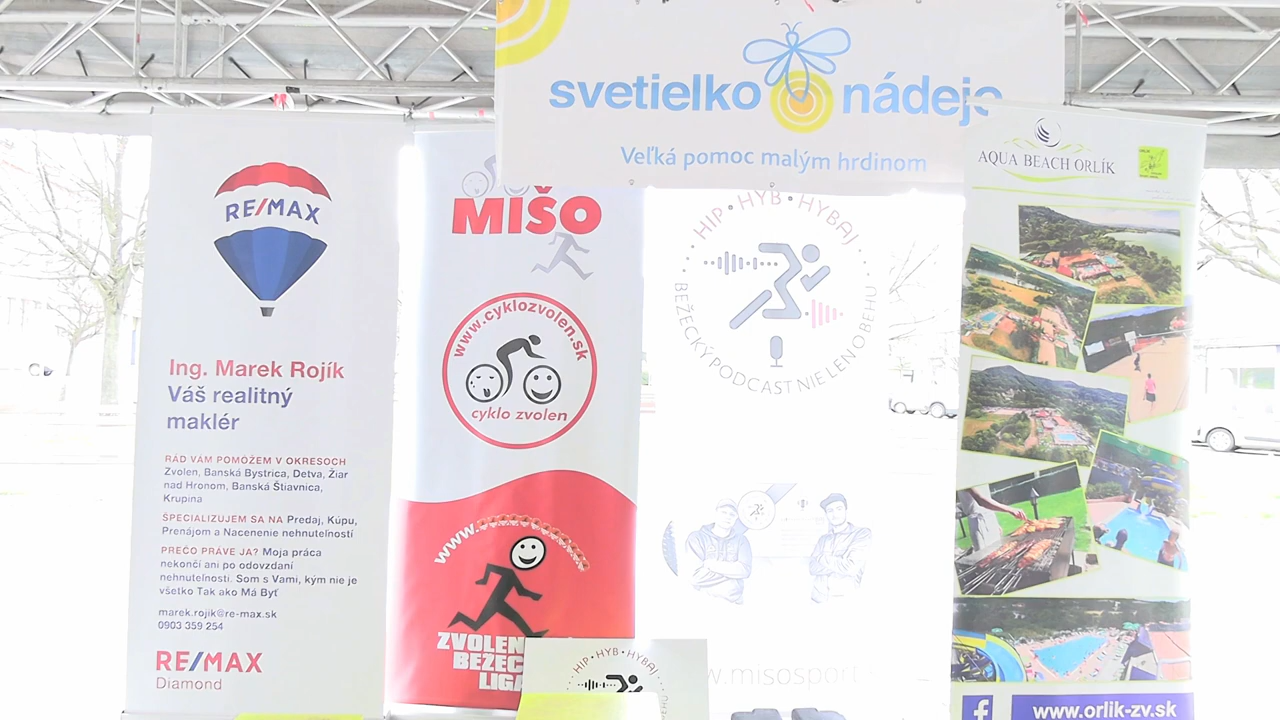 svetielko nádeje
Veľká pomoc malým hrdinom
RE/MAX
Ing. Marek Rojík
Váš realitný
maklér
RÁD VÁM POMÔŽEM V OKRESOCH
Zvolen, Banská Bystrica, Detva, Žiar
nad Hronom, Banská Štiavnica,
Krupina
ŠPECIALIZUJEM SA NA Predaj, Kúpu,
Prenájom a Nacenenie nehnuteľností
PREČO PRÁVE JA? Moja práca
nekončí ani po odovzdaní
nehnuteľnosti. Som s Vami, kým nie je
všetko Tak ako Má Byť
marek.rojik@re-max.sk
0903 359 254
RE/MAX
Diamond
MIŠO
www.cyklozvolen.sk
cyklo zvolen
www.
ZVOLEN
BEZEC
LIGA
HIP • HYB • HYBAJ
BEŽECKÝ PODCAST NIE LEN O BEHU
www.misosport
HIP • HYB • HYBAJ
AQUA BEACH ORLÍK
www.orlik-zv.sk